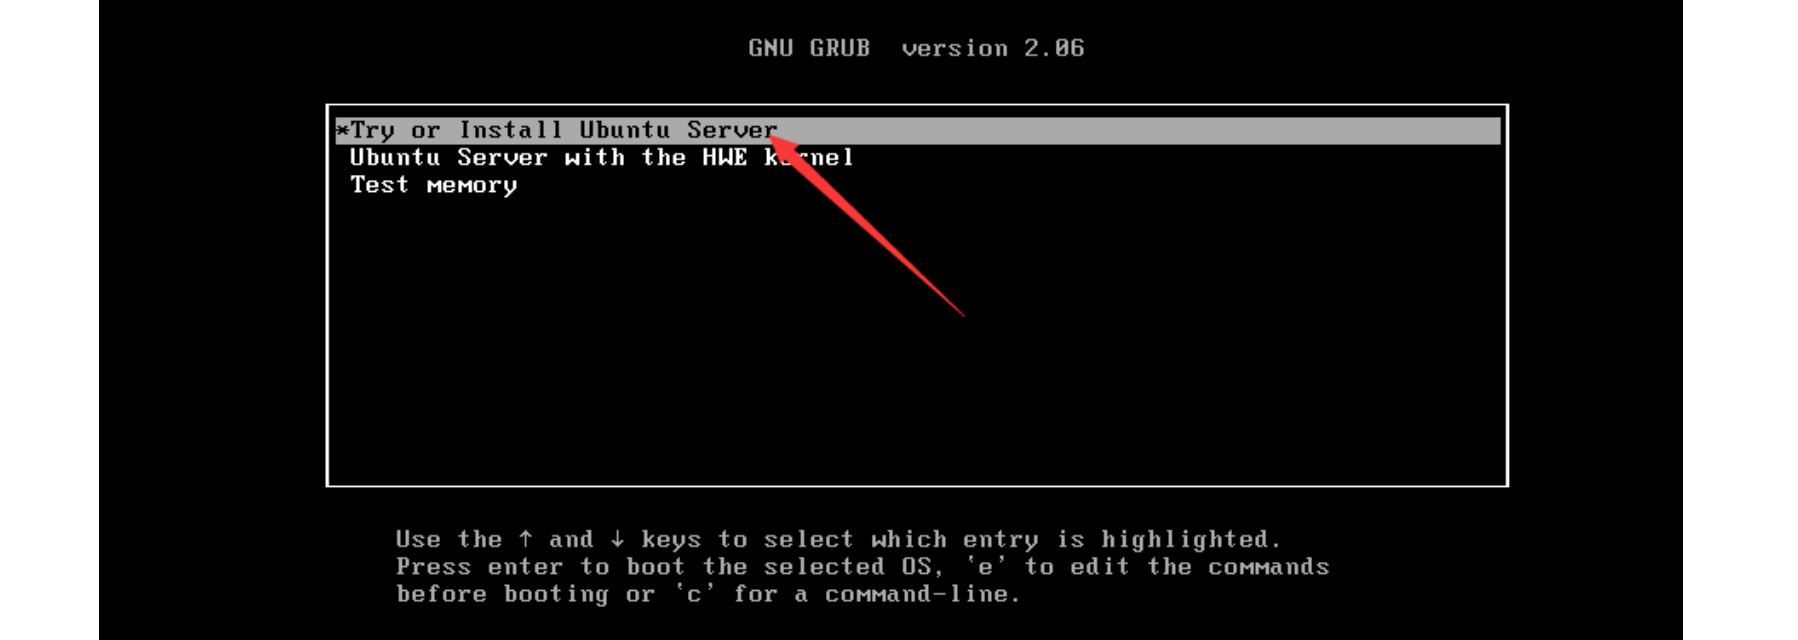 GNU GRUB  version 2.06
*Try or Install Ubuntu Server
Ubuntu Server with the HWE kernel
Test memory
Use the ↑ and ↓ keys to select which entry is highlighted.
Press enter to boot the selected OS, `e' to edit the commands
before booting or `c' for a command-line.